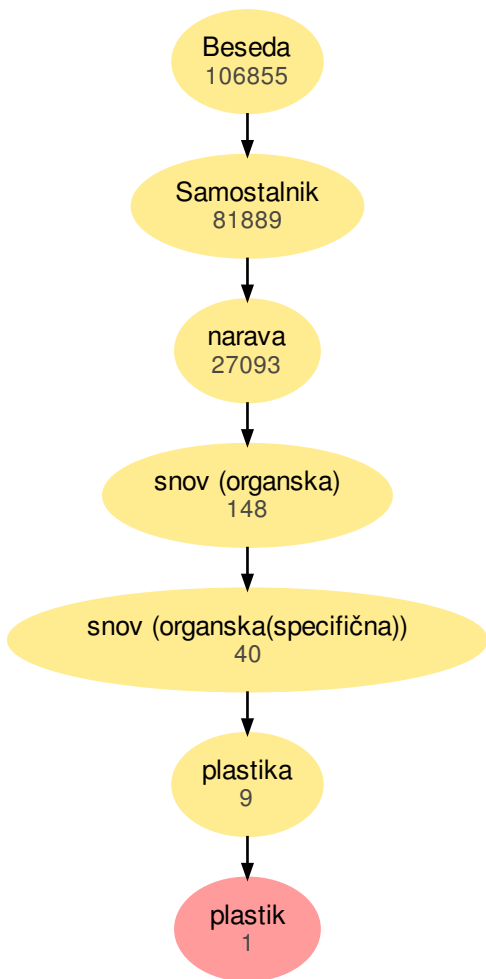 Beseda
106855
Samostalnik
81889
narava
27093
snov (organska)
148
snov (organska(specifična))
40
plastika
9
plastik
1